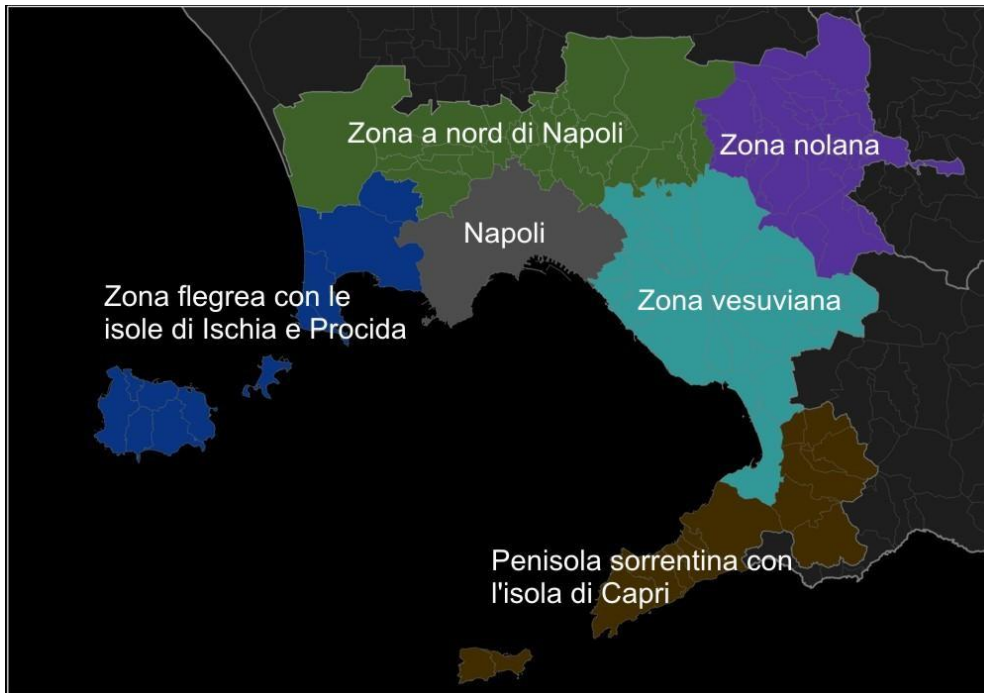 Zona a nord di Napoli
Zona nolana
Napoli
Zona flegrea con le
isole di Ischia e Procida
Zona vesuviana
Penisola sorrentina con
l'isola di Capri